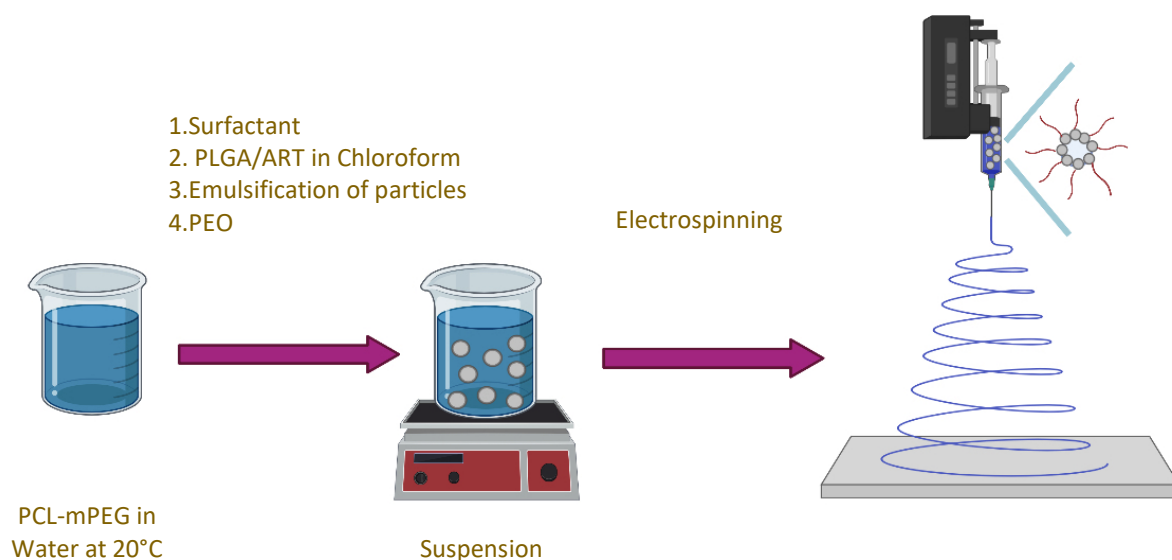 1.Surfactant
2. PLGA/ART in Chloroform
3.Emulsification of particles
4.PEO
Electrospinning
PCL-mPEG in
Water at 20°C
Suspension